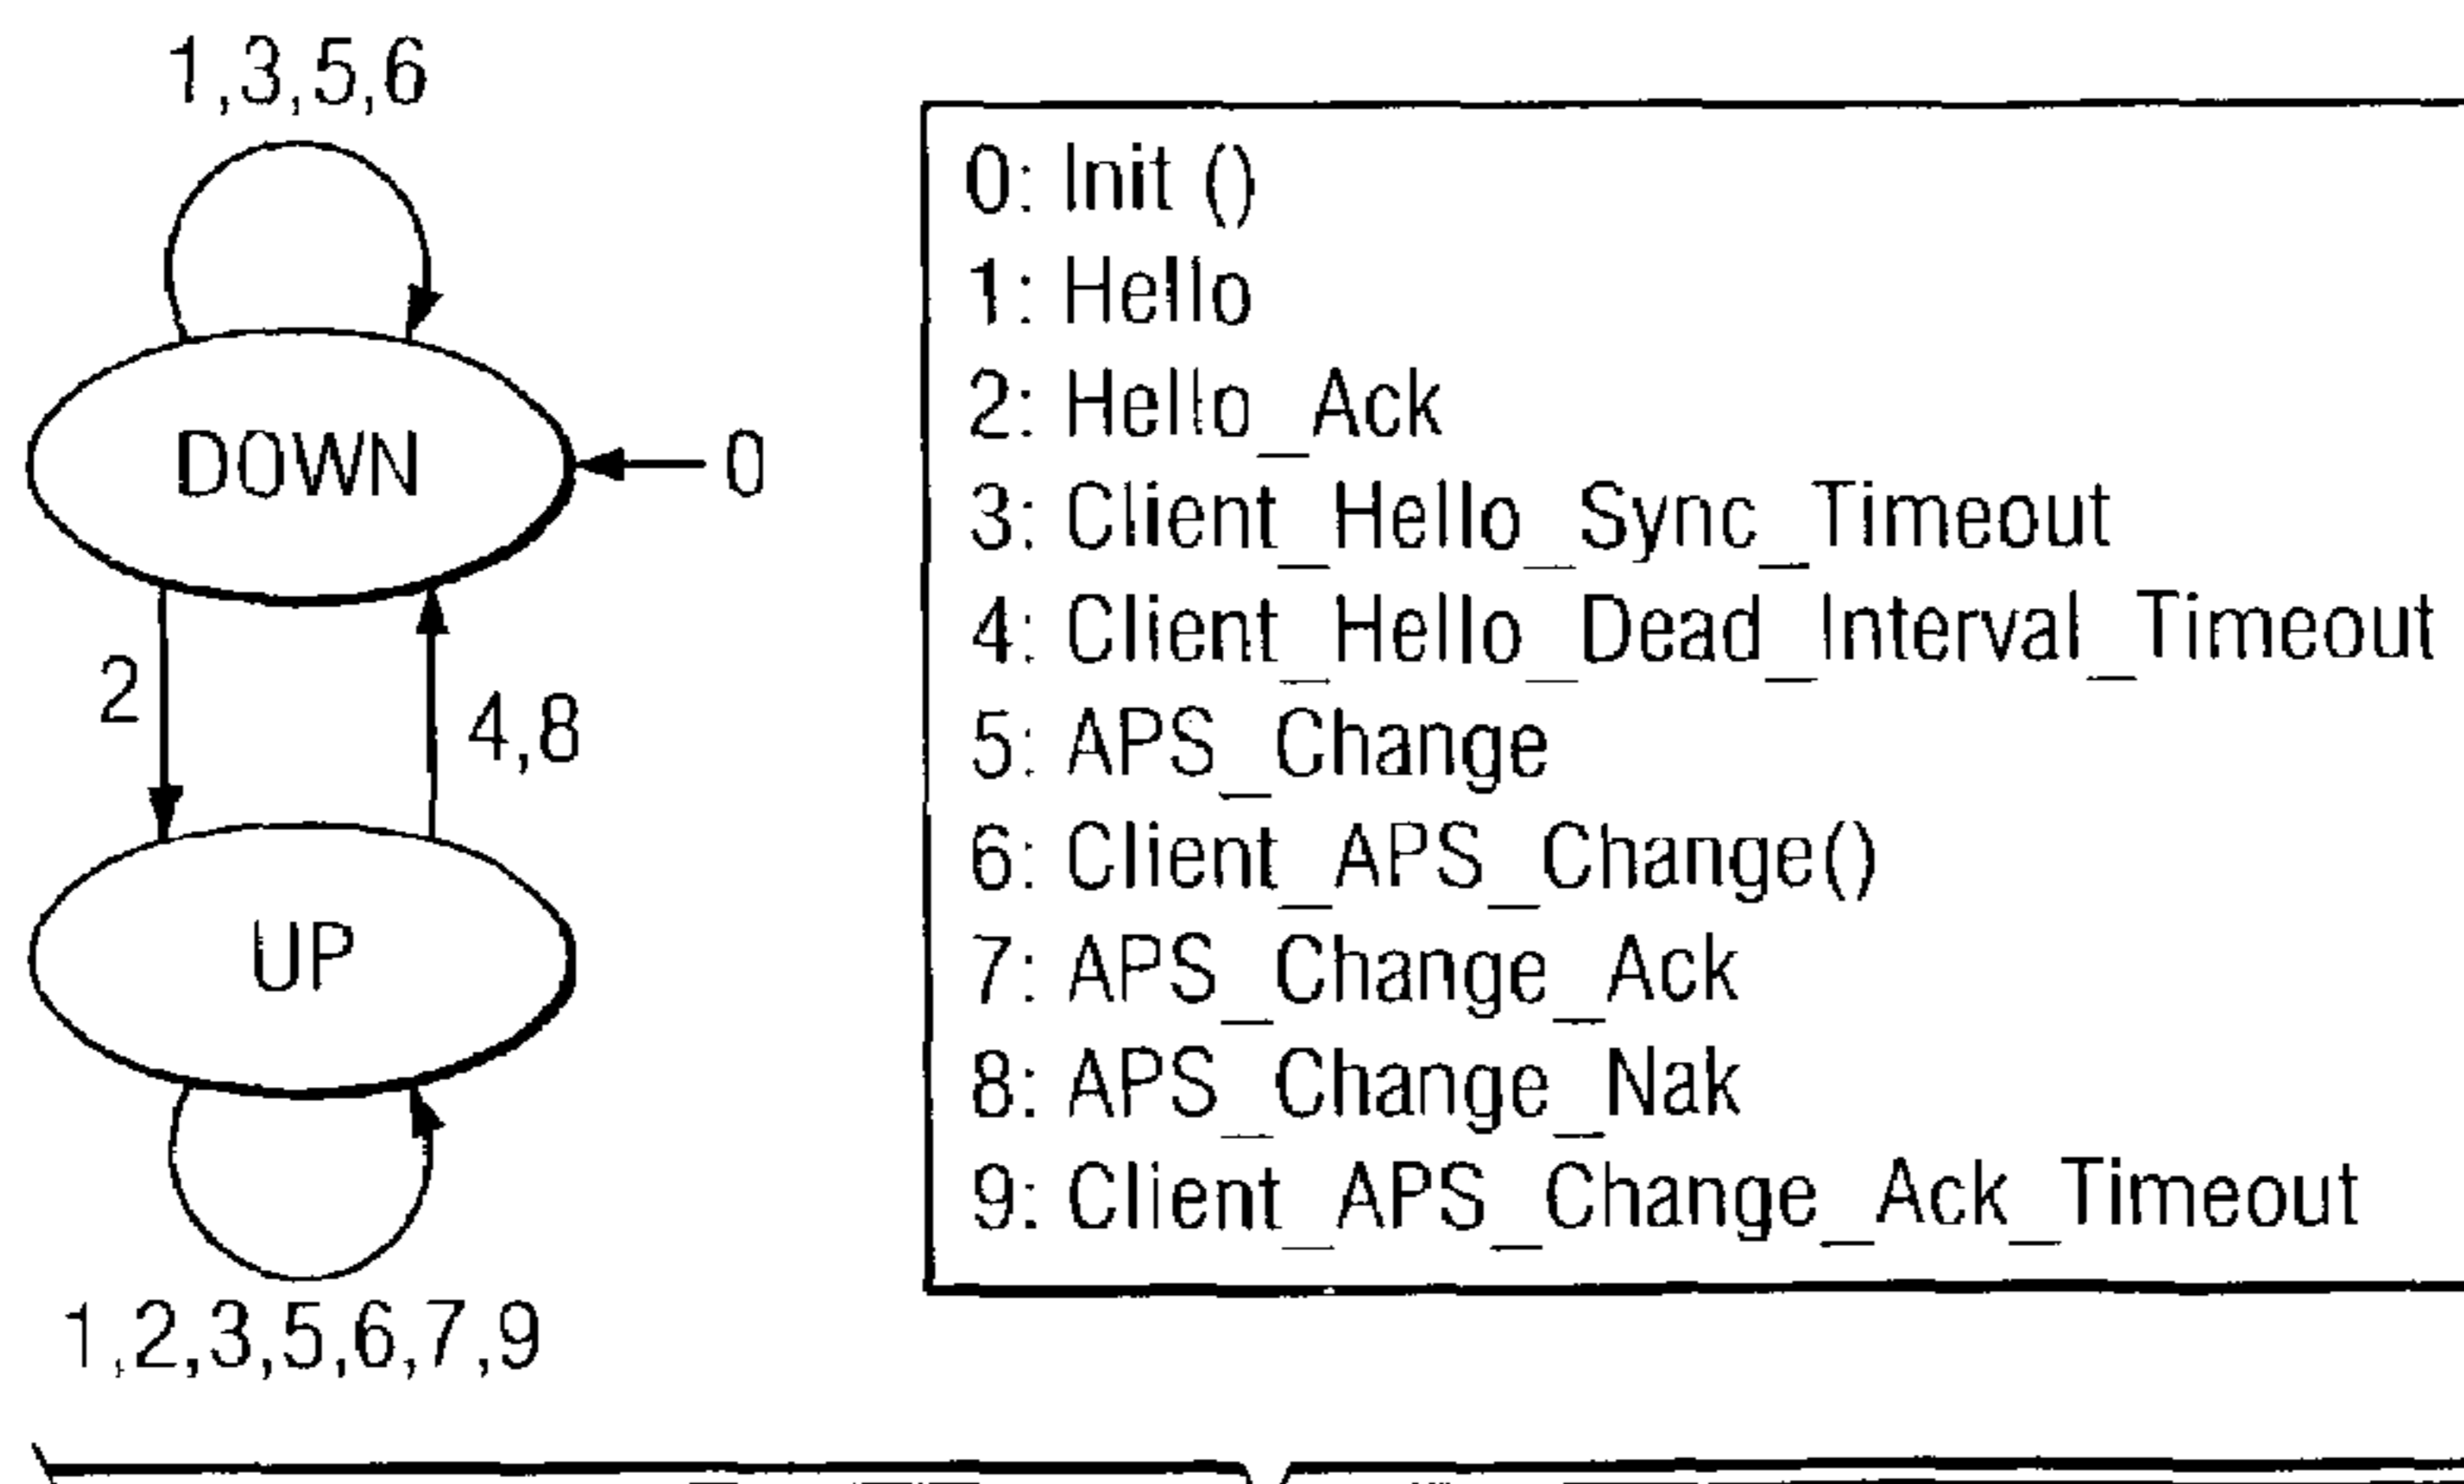 1,3,5,6
DOWN
0
2
4,8
UP
1,2,3,5,6,7,9
0: Init ()
1: Hello
2: Hello_Ack
3: Client_Hello_Sync_Timeout
4: Client_Hello_Dead_Interval_Timeout
5: APS_Change
6: Client_APS_Change()
7: APS_Change_Ack
8: APS_Change_Nak
9: Client_APS_Change_Ack_Timeout